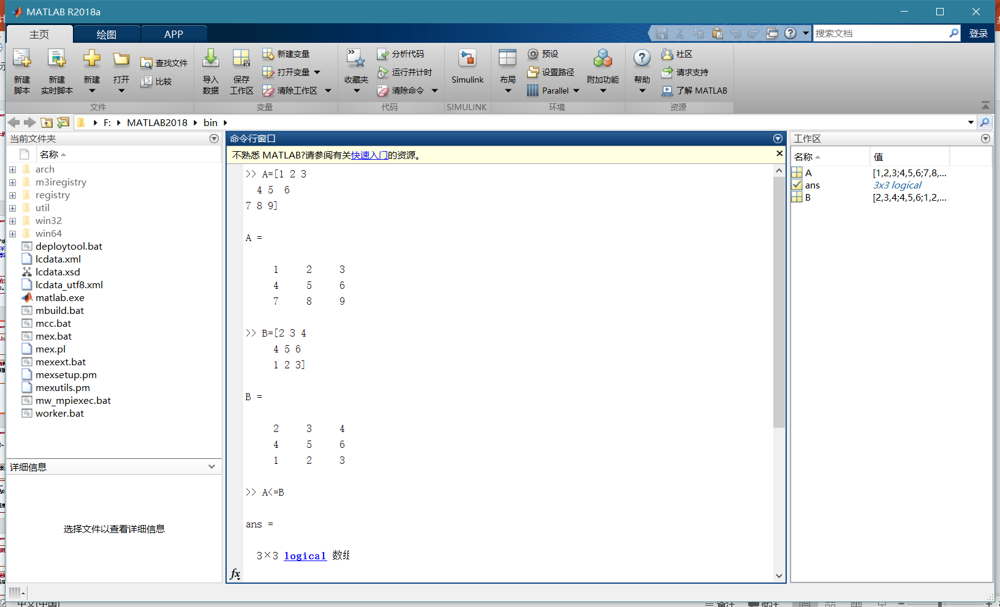 MATLAB R2018a
主页 绘图 APP
搜索文档 登录
新建脚本
新建实时脚本
新建
打开
查找文件
比较
文件
导入数据
保存工作区
新建变量
打开变量
清除工作区
变量
收藏夹
分析代码
运行并计时
清除命令
代码
Simulink
SIMULINK
布局
预设
设置路径
Parallel
附加功能
环境
帮助
社区
请求支持
了解 MATLAB
资源
F: MATLAB2018 bin
当前文件夹
名称
arch
m3iregistry
registry
util
win32
win64
deploytool.bat
lcdata.xml
lcdata.xsd
lcdata_utf8.xml
matlab.exe
mbuild.bat
mcc.bat
mex.bat
mex.pl
mexext.bat
mexsetup.pm
mexutils.pm
mw_mpiexec.bat
worker.bat
详细信息
选择文件以查看详细信息
命令行窗口
不熟悉 MATLAB?请参阅有关快速入门的资源。
>> A=[1 2 3
4 5 6
7 8 9]
A =
1 2 3
4 5 6
7 8 9
>> B=[2 3 4
4 5 6
1 2 3]
B =
2 3 4
4 5 6
1 2 3
>> A<=B
ans =
3×3 logical 数组
fx
工作区
名称 值
A [1,2,3;4,5,6;7,8,...
ans 3x3 logical
B [2,3,4;4,5,6;1,2,...
中文(中国)
备注 批注